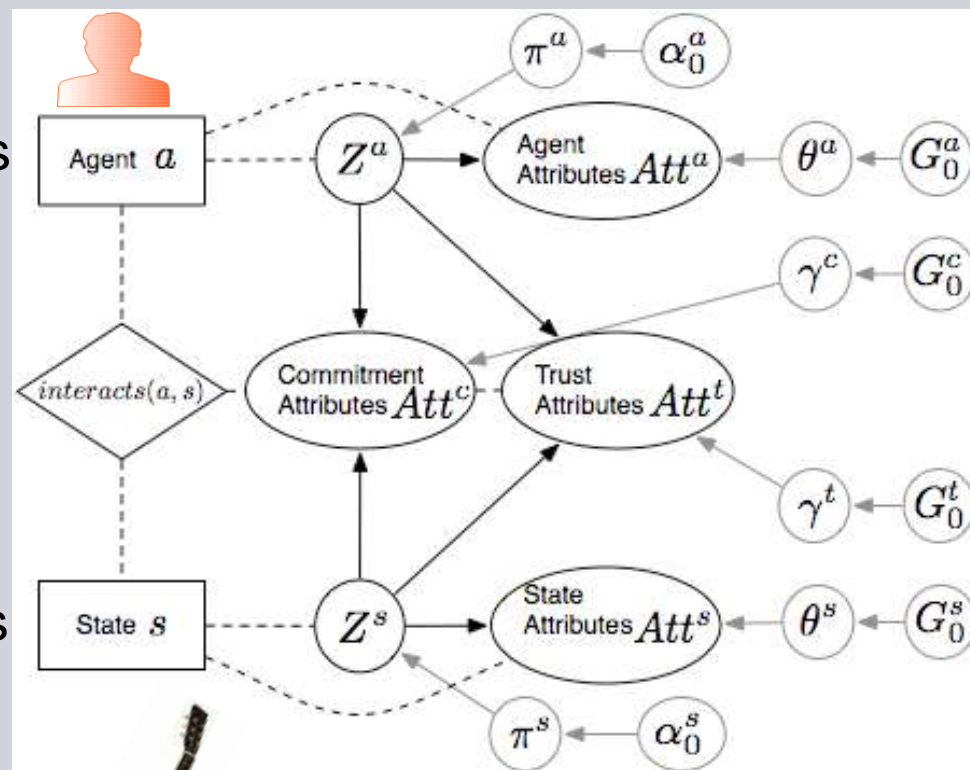 π^a α_0^a
s
Agent a Z^a Agent
Attributes Att^a θ^a G_0^a
γ^c G_0^c
interacts(a, s) Commitment
Attributes Att^c Trust
Attributes Att^t
γ^t G_0^t
s
State s Z^s State
Attributes Att^s θ^s G_0^s
π^s α_0^s